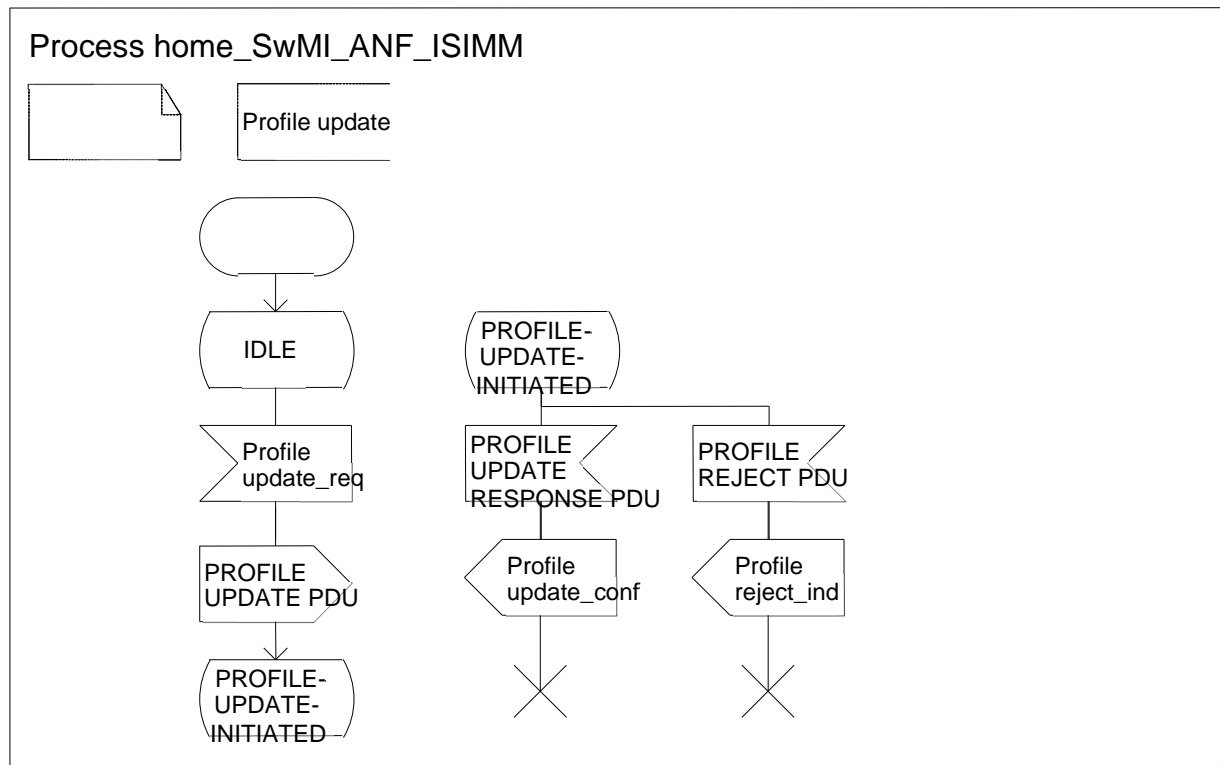 Process home_SwMI_ANF_ISIMM
Profile update
IDLE
Profile
update_req
PROFILE
UPDATE PDU
PROFILE-
UPDATE-
INITIATED
PROFILE-
UPDATE-
INITIATED
PROFILE
UPDATE
RESPONSE PDU
Profile
update_conf
PROFILE
REJECT PDU
Profile
reject_ind